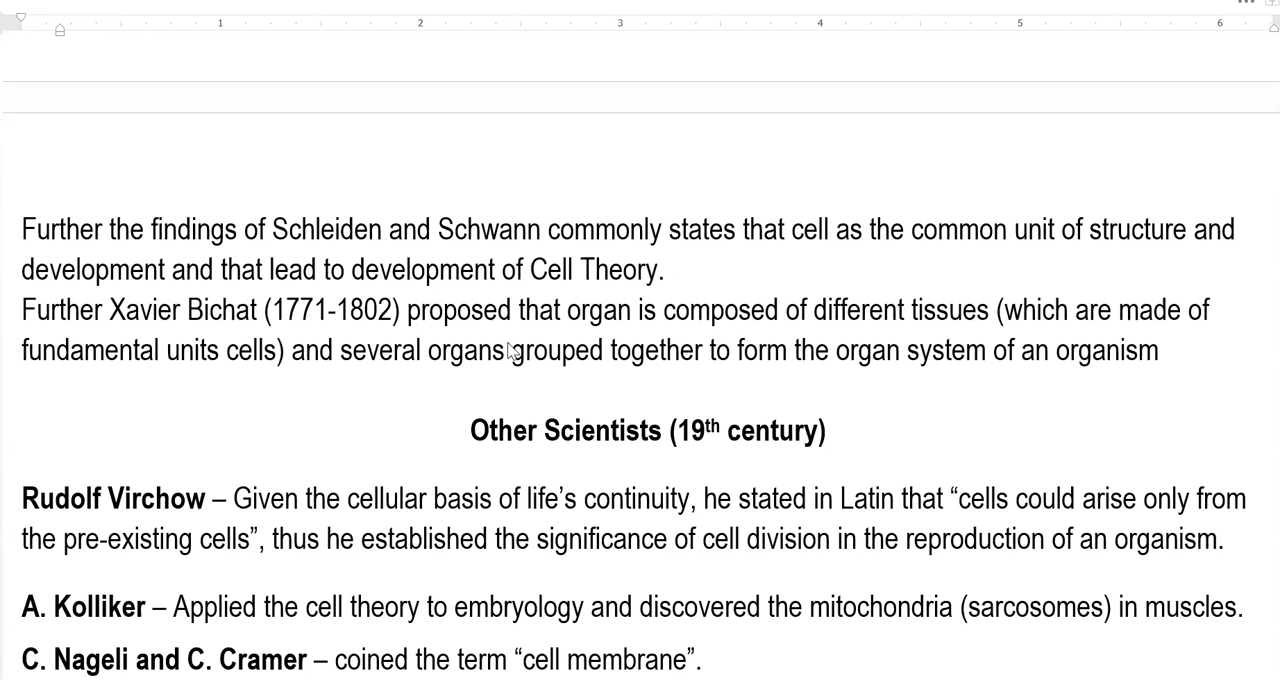 1 2 3 4 5 6
Further the findings of Schleiden and Schwann commonly states that cell as the common unit of structure and
development and that lead to development of Cell Theory.
Further Xavier Bichat (1771-1802) proposed that organ is composed of different tissues (which are made of
fundamental units cells) and several organs grouped together to form the organ system of an organism
Other Scientists (19th century)
Rudolf Virchow – Given the cellular basis of life’s continuity, he stated in Latin that “cells could arise only from
the pre-existing cells”, thus he established the significance of cell division in the reproduction of an organism.
A. Kolliker – Applied the cell theory to embryology and discovered the mitochondria (sarcosomes) in muscles.
C. Nageli and C. Cramer – coined the term “cell membrane”.